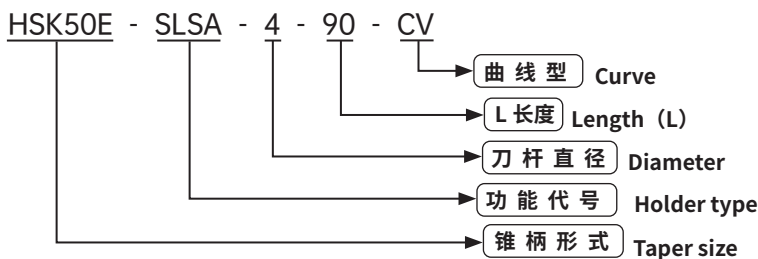 HSK50E - SLSA - 4 - 90 - CV
曲线型 Curve
L 长度 Length（L）
刀杆直径 Diameter
功能代号 Holder type
锥柄形式 Taper size